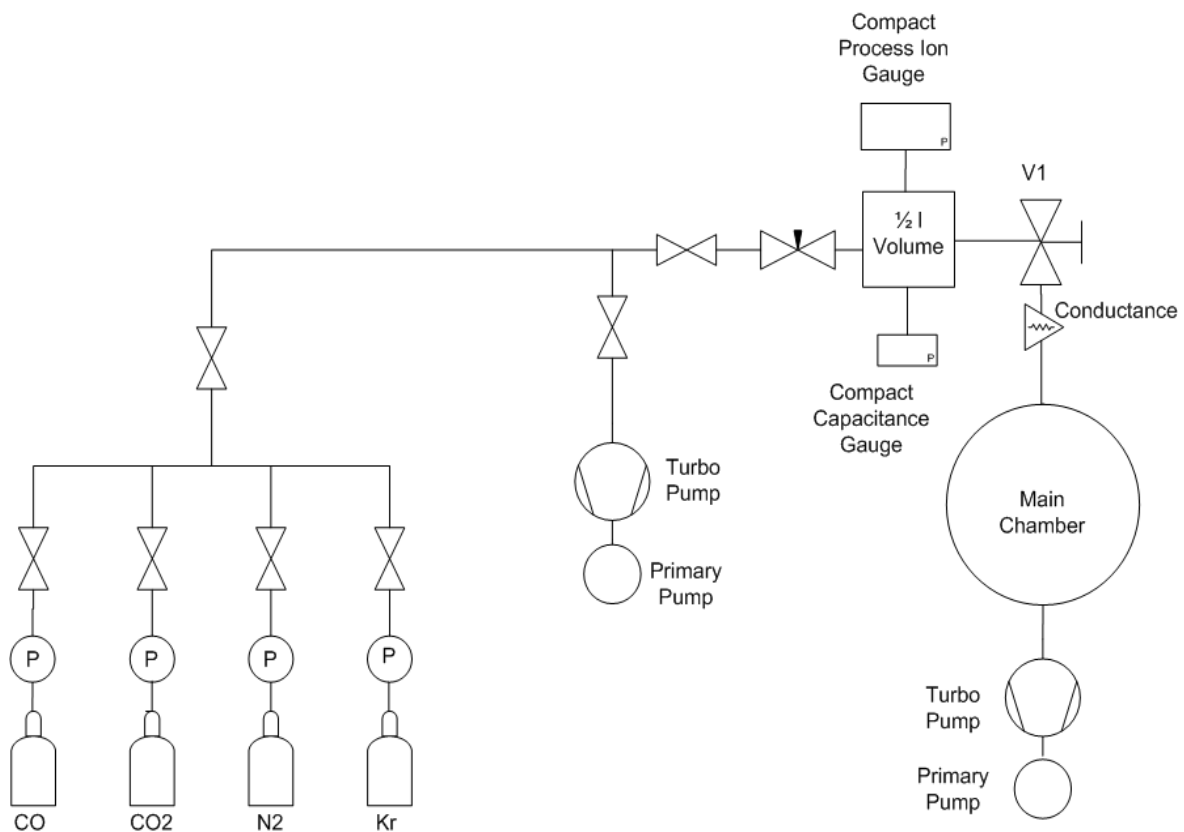 Compact
Process Ion
Gauge
P
V1
½ l
Volume
Conductance
P
Compact
Capacitance
Gauge
Turbo
Pump
Main
Chamber
Primary
Pump
P
P
P
P
Turbo
Pump
Primary
Pump
CO
CO2
N2
Kr